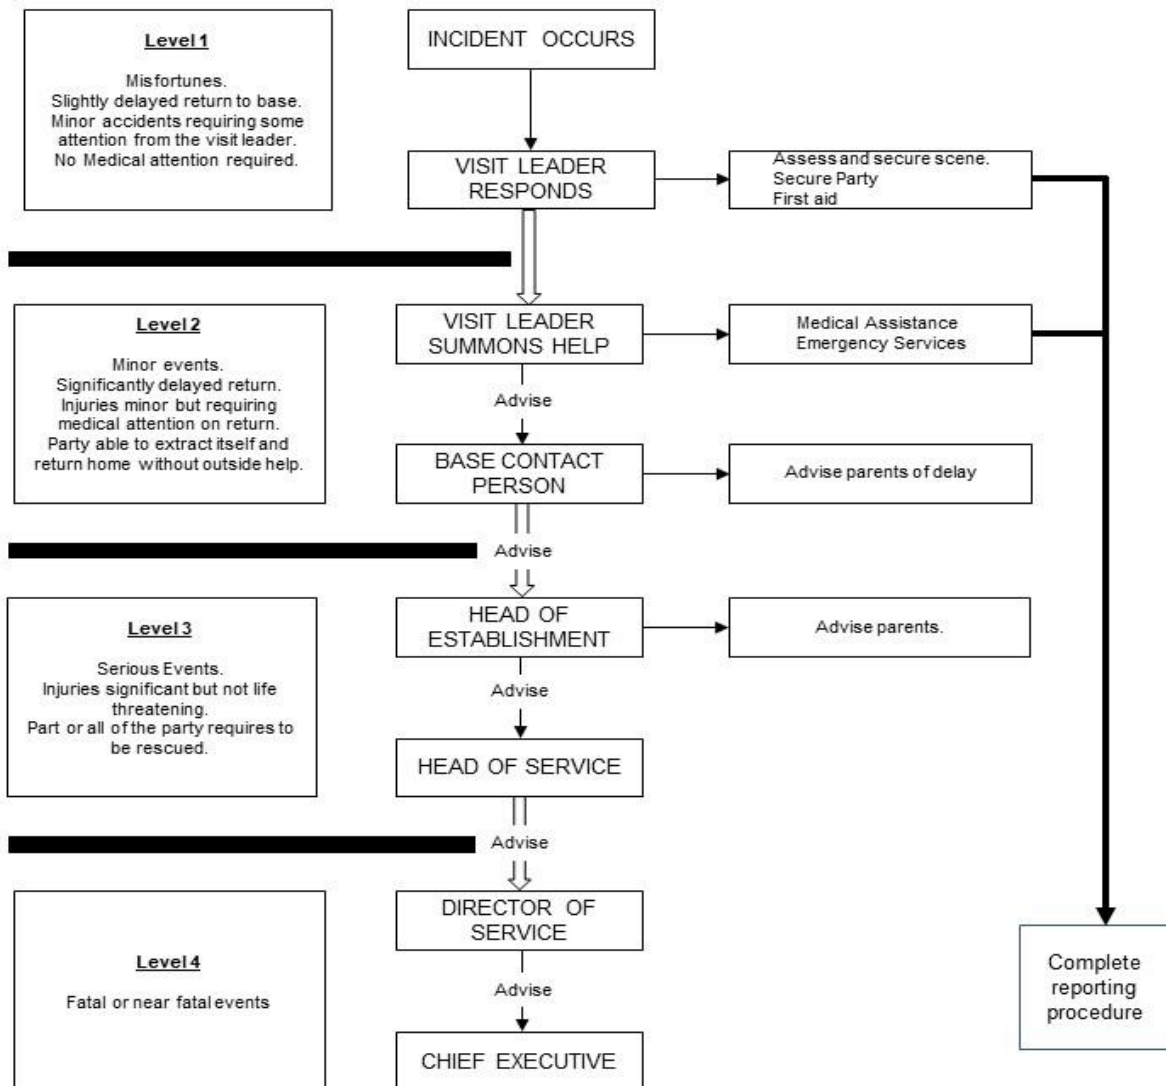 Level 1
Misfortunes.
Slightly delayed return to base.
Minor accidents requiring some
attention from the visit leader.
No Medical attention required.
INCIDENT OCCURS
VISIT LEADER
RESPONDS
Assess and secure scene.
Secure Party
First aid
Level 2
Minor events.
Significantly delayed return.
Injuries minor but requiring
medical attention on return.
Party able to extract itself and
return home without outside help.
VISIT LEADER
SUMMONS HELP
Medical Assistance
Emergency Services
Advise
BASE CONTACT
PERSON
Advise parents of delay
Advise
Level 3
Serious Events.
Injuries significant but not life
threatening.
Part or all of the party requires to
be rescued.
HEAD OF
ESTABLISHMENT
Advise parents.
Advise
HEAD OF SERVICE
Advise
Level 4
Fatal or near fatal events
DIRECTOR OF
SERVICE
Advise
CHIEF EXECUTIVE
Complete
reporting
procedure